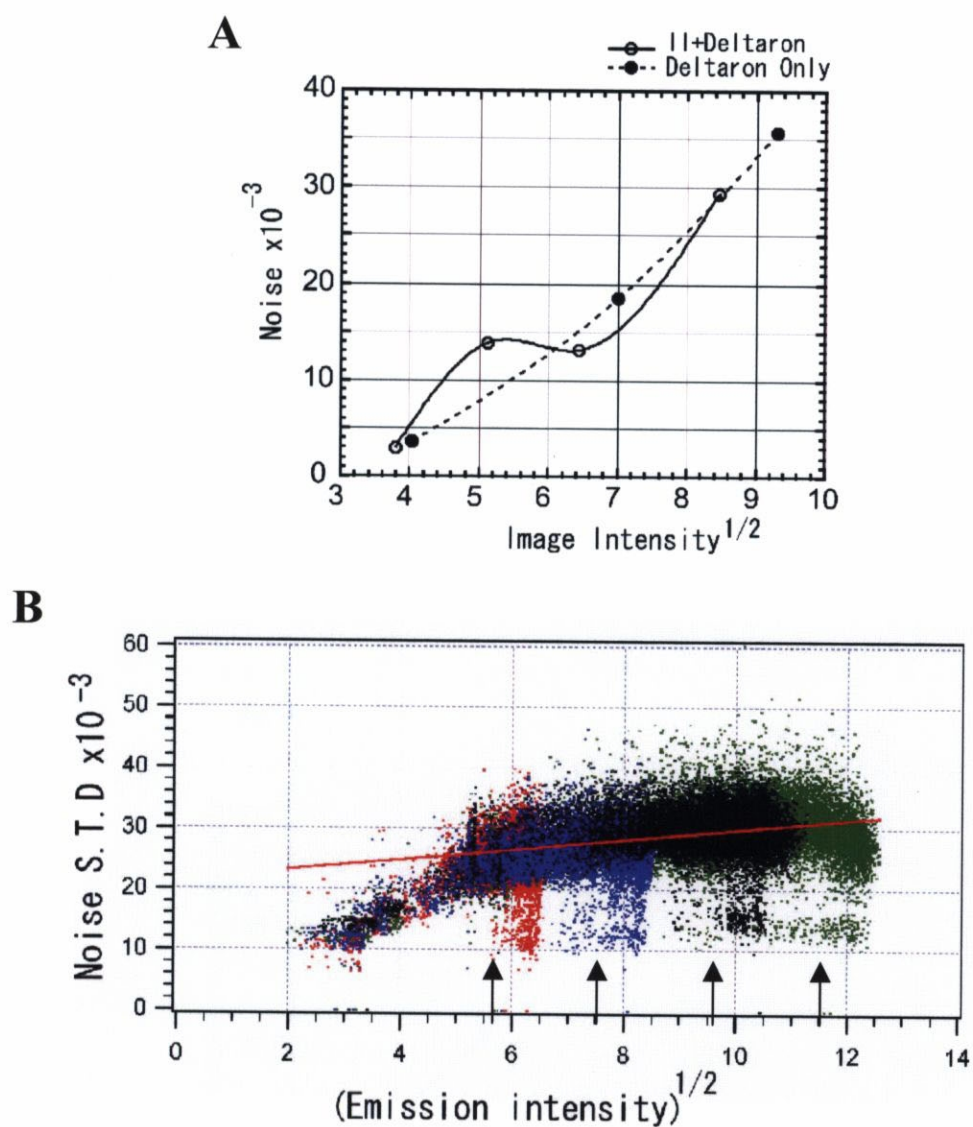 A
II+Deltaron
Deltaron Only
40
30
20
10
0
Noise x10⁻³
3 4 5 6 7 8 9 10
Image Intensity^1/2
B
60
50
40
30
20
10
0
Noise S.T.D x10⁻³
0 2 4 6 8 10 12 14
(Emission intensity)^1/2